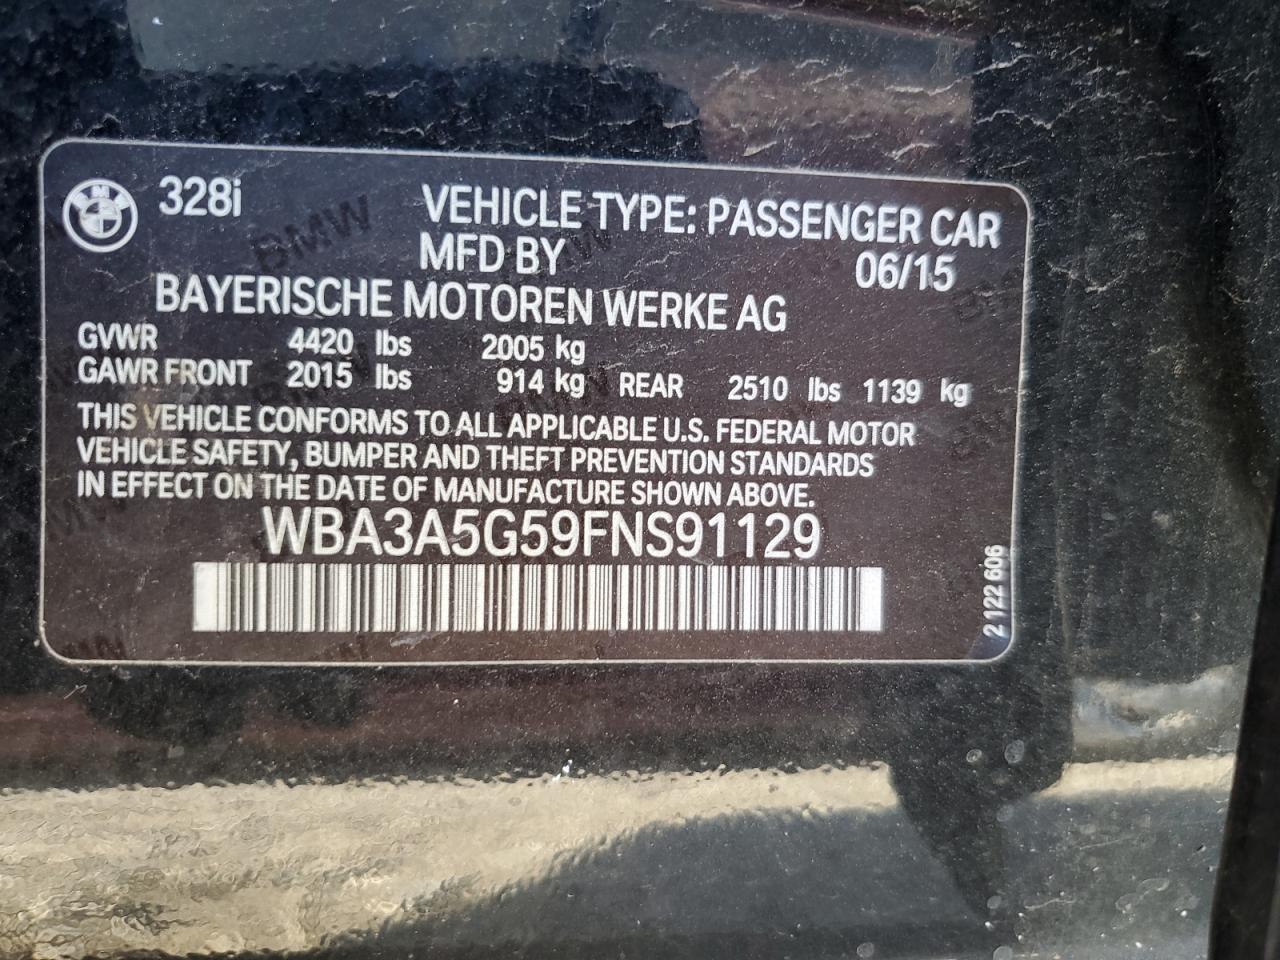 BMW 328i VEHICLE TYPE: PASSENGER CAR
MFD BY 06/15
BAYERISCHE MOTOREN WERKE AG
GVWR 4420 lbs 2005 kg
GAWR FRONT 2015 lbs 914 kg REAR 2510 lbs 1139 kg
THIS VEHICLE CONFORMS TO ALL APPLICABLE U.S. FEDERAL MOTOR
VEHICLE SAFETY, BUMPER AND THEFT PREVENTION STANDARDS
IN EFFECT ON THE DATE OF MANUFACTURE SHOWN ABOVE.
WBA3A5G59FNS91129
2 122 606